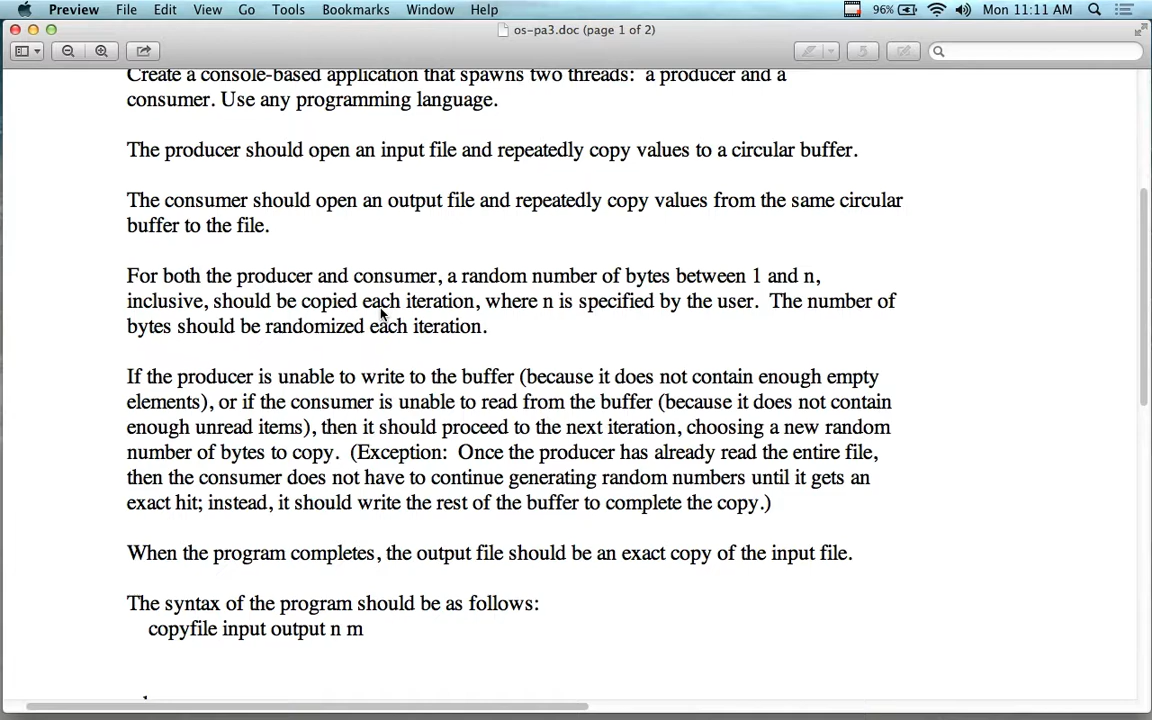 Preview File Edit View Go Tools Bookmarks Window Help 96% Mon 11:11 AM
os-pa3.doc (page 1 of 2)
Create a console-based application that spawns two threads: a producer and a
consumer. Use any programming language.
The producer should open an input file and repeatedly copy values to a circular buffer.
The consumer should open an output file and repeatedly copy values from the same circular
buffer to the file.
For both the producer and consumer, a random number of bytes between 1 and n,
inclusive, should be copied each iteration, where n is specified by the user. The number of
bytes should be randomized each iteration.
If the producer is unable to write to the buffer (because it does not contain enough empty
elements), or if the consumer is unable to read from the buffer (because it does not contain
enough unread items), then it should proceed to the next iteration, choosing a new random
number of bytes to copy. (Exception: Once the producer has already read the entire file,
then the consumer does not have to continue generating random numbers until it gets an
exact hit; instead, it should write the rest of the buffer to complete the copy.)
When the program completes, the output file should be an exact copy of the input file.
The syntax of the program should be as follows:
copyfile input output n m